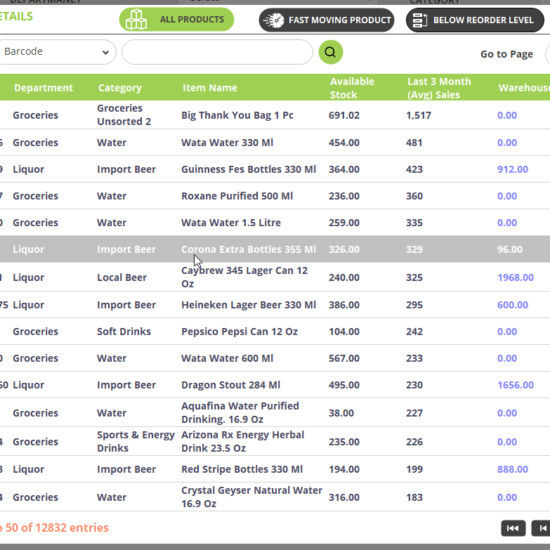 ETAILS
ALL PRODUCTS
FAST MOVING PRODUCT
BELOW REORDER LEVEL
Barcode
Go to Page
Department Category Item Name Available Stock Last 3 Month (Avg) Sales Warehouse
Groceries Groceries Unsorted 2 Big Thank You Bag 1 Pc 691.02 1,517 0.00
Groceries Water Wata Water 330 Ml 454.00 481 0.00
Liquor Import Beer Guinness Fes Bottles 330 Ml 364.00 423 912.00
Groceries Water Roxane Purified 500 Ml 236.00 360 0.00
Groceries Water Wata Water 1.5 Litre 259.00 335 0.00
Liquor Import Beer Corona Extra Bottles 355 Ml 326.00 329 96.00
Liquor Local Beer Caybrew 345 Lager Can 12 Oz 240.00 325 1968.00
75 Liquor Import Beer Heineken Lager Beer 330 Ml 386.00 295 600.00
Groceries Soft Drinks Pepsico Pepsi Can 12 Oz 104.00 242 0.00
Groceries Water Wata Water 600 Ml 567.00 233 0.00
60 Liquor Import Beer Dragon Stout 284 Ml 495.00 230 1656.00
Groceries Water Aquafina Water Purified Drinking. 16.9 Oz 38.00 227 0.00
Groceries Sports & Energy Drinks Arizona Rx Energy Herbal Drink 23.5 Oz 235.00 226 0.00
Liquor Import Beer Red Stripe Bottles 330 Ml 194.00 199 888.00
4 Groceries Water Crystal Geyser Natural Water 16.9 Oz 316.00 183 0.00
o 50 of 12832 entries